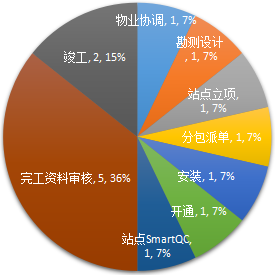 物业协调, 1, 7%
勘测设计
, 1, 7%
站点立项,
1, 7%
分包派单, 1, 7%
安装, 1, 7%
开通, 1, 7%
站点SmartQC,
1, 7%
完工资料审核, 5, 36%
竣工, 2, 15%